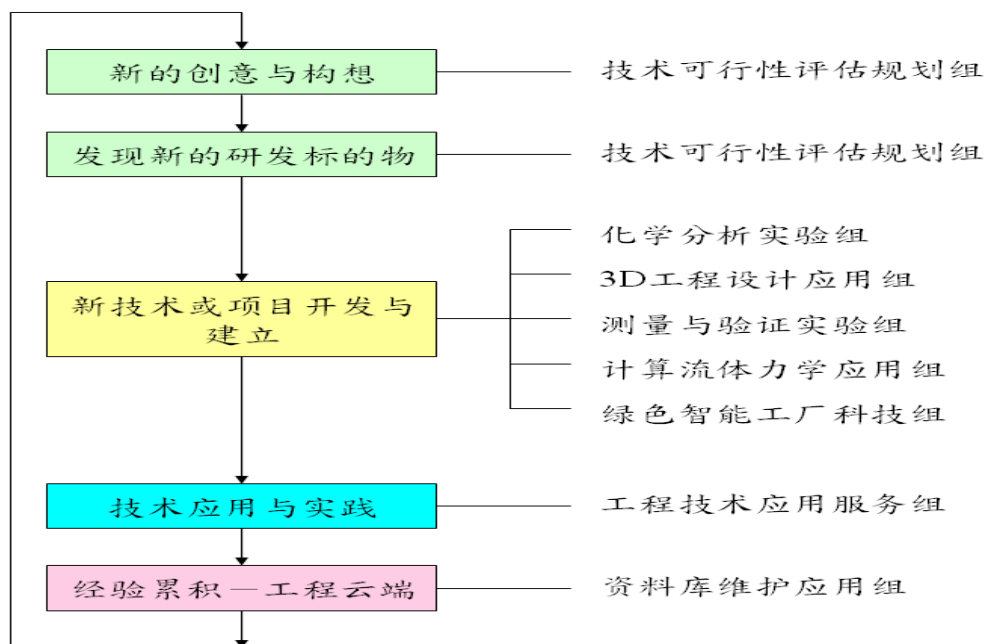 新的创意与构想
技术可行性评估规划组
发现新的研发标的物
技术可行性评估规划组
新技术或项目开发与
建立
化学分析实验组
3D工程设计应用组
测量与验证实验组
计算流体力学应用组
绿色智能工厂科技组
技术应用与实践
工程技术应用服务组
经验累积—工程云端
资料库维护应用组